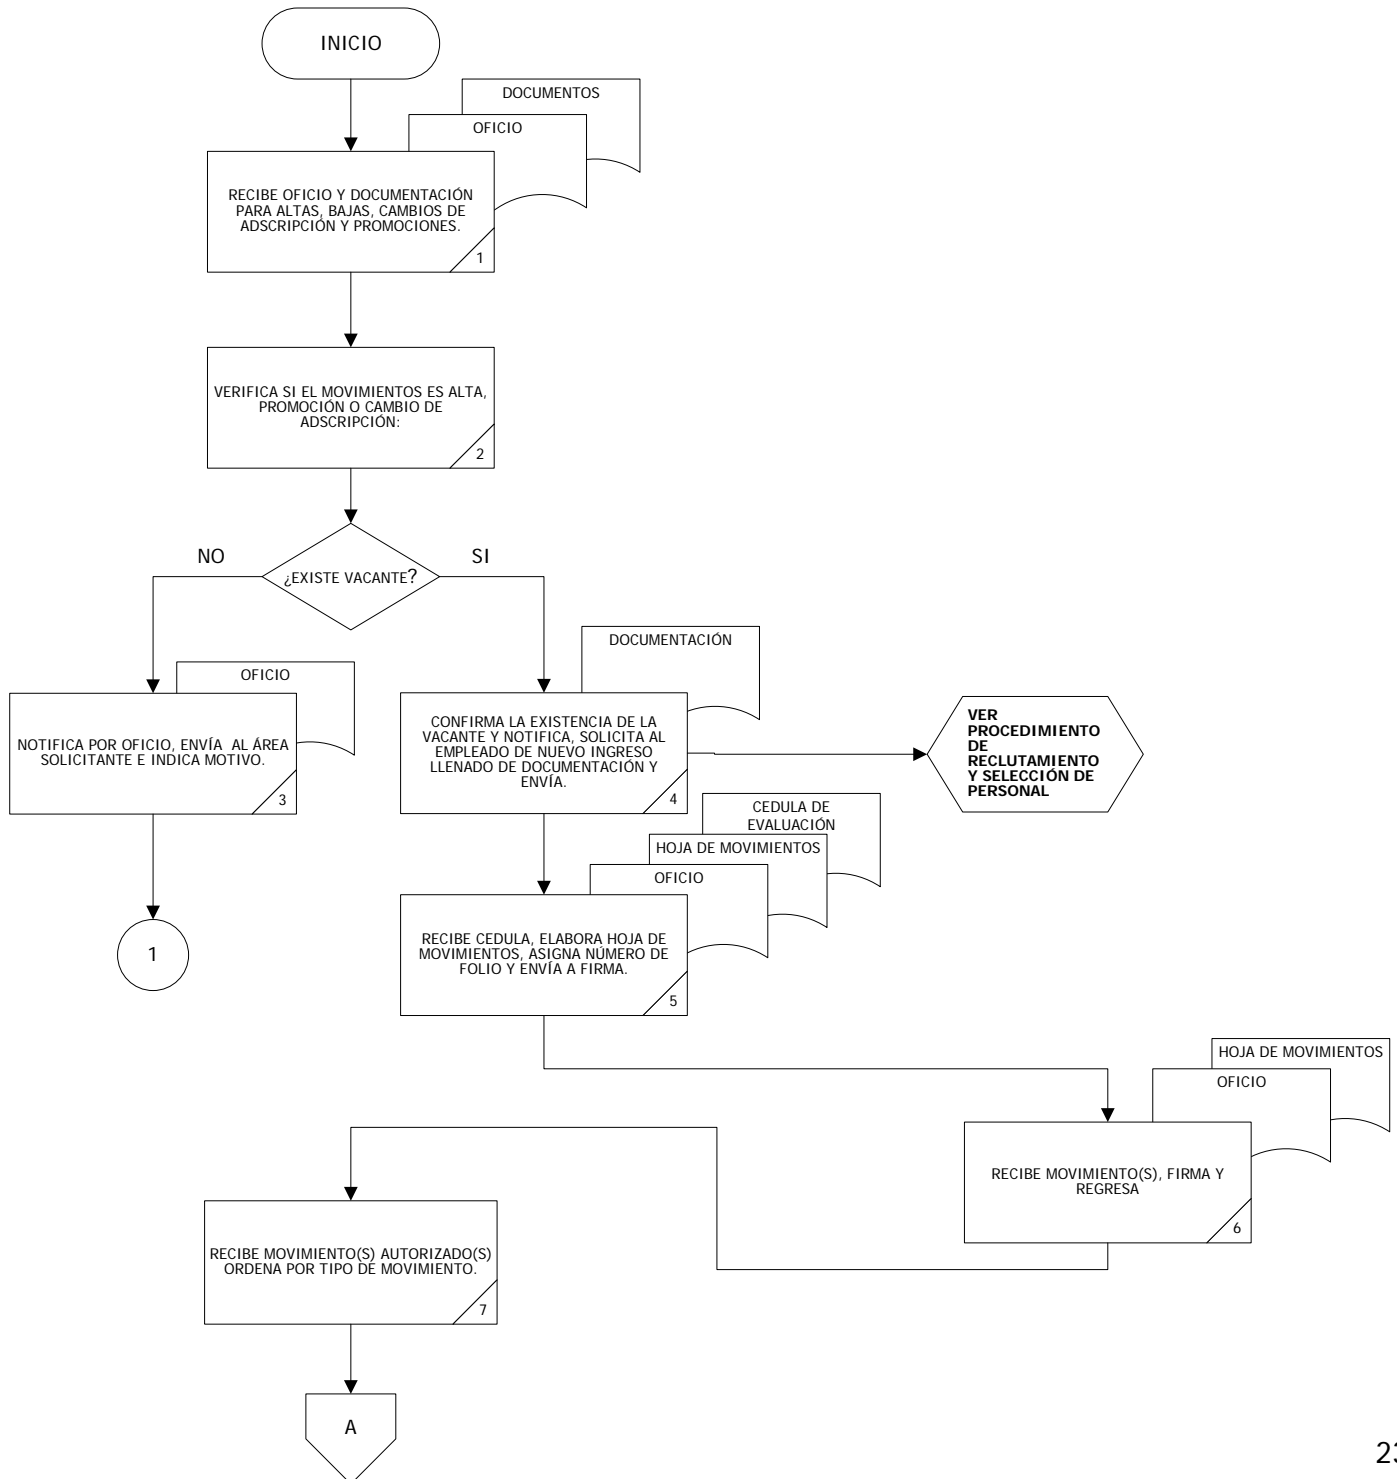 INICIO
DOCUMENTOS
OFICIO
RECIBE OFICIO Y DOCUMENTACIÓN
PARA ALTAS, BAJAS, CAMBIOS DE
ADSCRIPCIÓN Y PROMOCIONES.
1
VERIFICA SI EL MOVIMIENTOS ES ALTA,
PROMOCIÓN O CAMBIO DE
ADSCRIPCIÓN:
2
NO
SI
¿EXISTE VACANTE?
OFICIO
NOTIFICA POR OFICIO, ENVÍA AL ÁREA
SOLICITANTE E INDICA MOTIVO.
3
1
DOCUMENTACIÓN
CONFIRMA LA EXISTENCIA DE LA
VACANTE Y NOTIFICA, SOLICITA AL
EMPLEADO DE NUEVO INGRESO
LLENADO DE DOCUMENTACIÓN Y
ENVÍA.
4
VER
PROCEDIMIENTO
DE
RECLUTAMIENTO
Y SELECCIÓN DE
PERSONAL
CEDULA DE
EVALUACIÓN
HOJA DE MOVIMIENTOS
OFICIO
RECIBE CEDULA, ELABORA HOJA DE
MOVIMIENTOS, ASIGNA NÚMERO DE
FOLIO Y ENVÍA A FIRMA.
5
HOJA DE MOVIMIENTOS
OFICIO
RECIBE MOVIMIENTO(S), FIRMA Y
REGRESA
6
RECIBE MOVIMIENTO(S) AUTORIZADO(S)
ORDENA POR TIPO DE MOVIMIENTO.
7
A